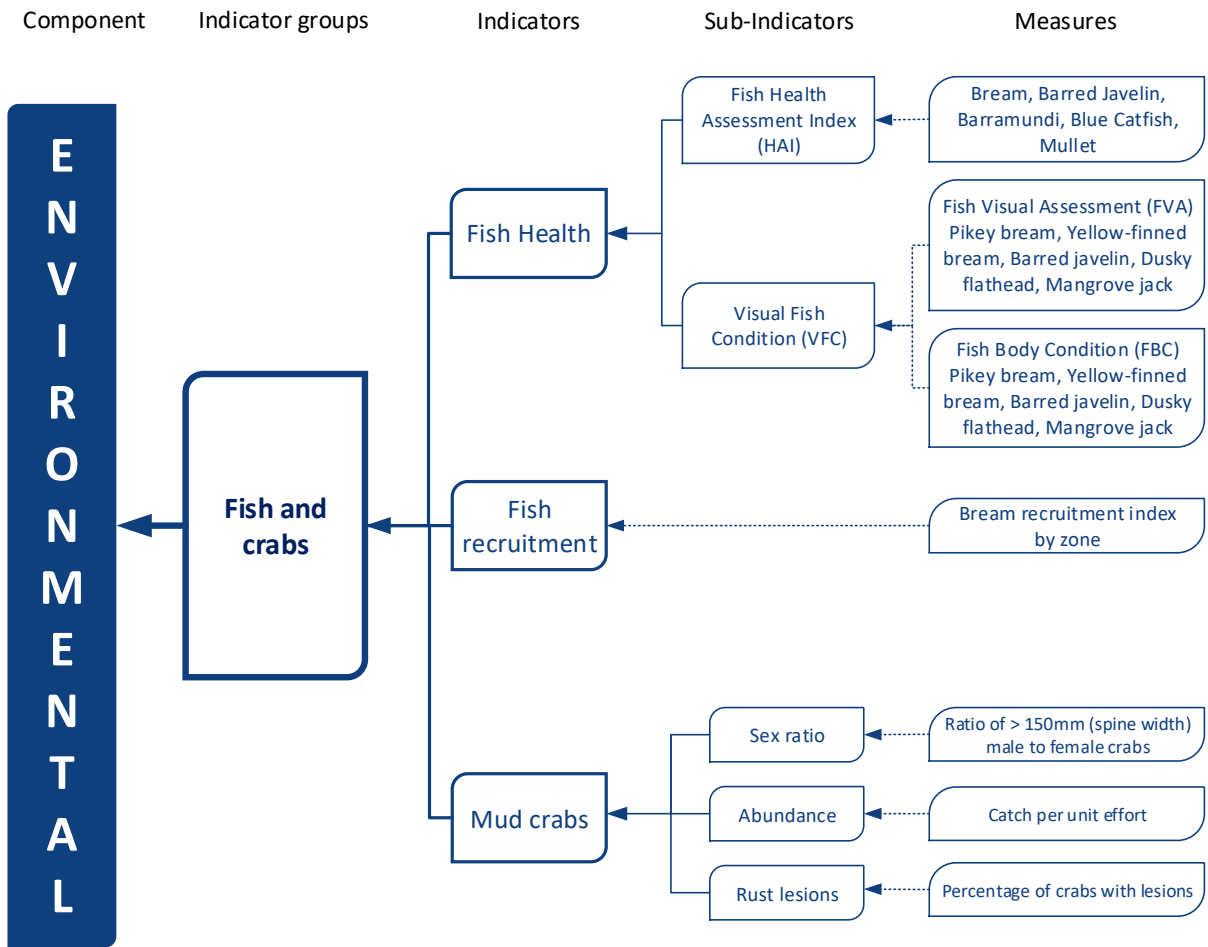 Component
Indicator groups
Indicators
Sub-Indicators
Measures
ENVIRONMENTAL
Fish and
crabs
Fish Health
Fish Health
Assessment Index
(HAI)
Bream, Barred Javelin,
Barramundi, Blue Catfish,
Mullet
Visual Fish
Condition (VFC)
Fish Visual Assessment (FVA)
Pikey bream, Yellow-finned
bream, Barred javelin, Dusky
flathead, Mangrove jack
Fish Body Condition (FBC)
Pikey bream, Yellow-finned
bream, Barred javelin, Dusky
flathead, Mangrove jack
Fish
recruitment
Bream recruitment index
by zone
Mud crabs
Sex ratio
Ratio of > 150mm (spine width)
male to female crabs
Abundance
Catch per unit effort
Rust lesions
Percentage of crabs with lesions